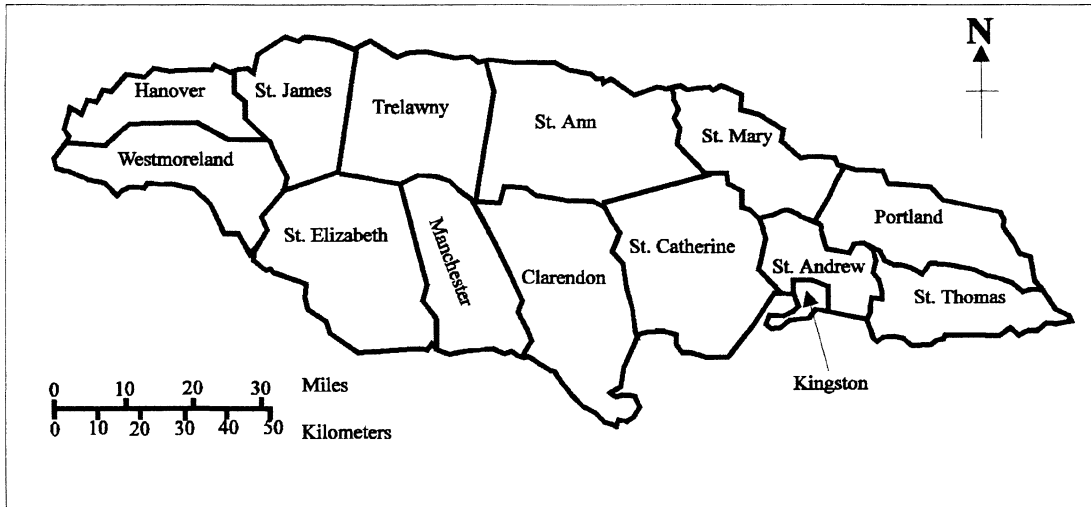 N
Hanover
St. James
Trelawny
St. Ann
St. Mary
Westmoreland
Portland
St. Elizabeth
Manchester
Clarendon
St. Catherine
St. Andrew
St. Thomas
Kingston
0 10 20 30 Miles
0 10 20 30 40 50 Kilometers